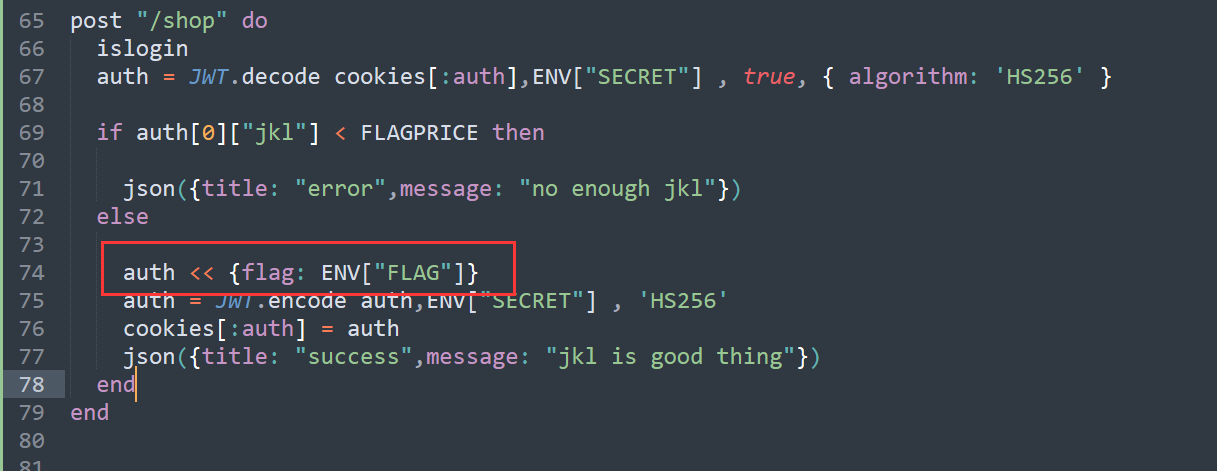 65 post "/shop" do
66   islogin
67   auth = JWT.decode cookies[:auth],ENV["SECRET"] , true, { algorithm: 'HS256' }
68
69   if auth[0]["jkl"] < FLAGPRICE then
70
71     json({title: "error",message: "no enough jkl"})
72   else
73
74     auth << {flag: ENV["FLAG"]}
75     auth = JWT.encode auth,ENV["SECRET"] , 'HS256'
76     cookies[:auth] = auth
77     json({title: "success",message: "jkl is good thing"})
78   end
79 end
80
81